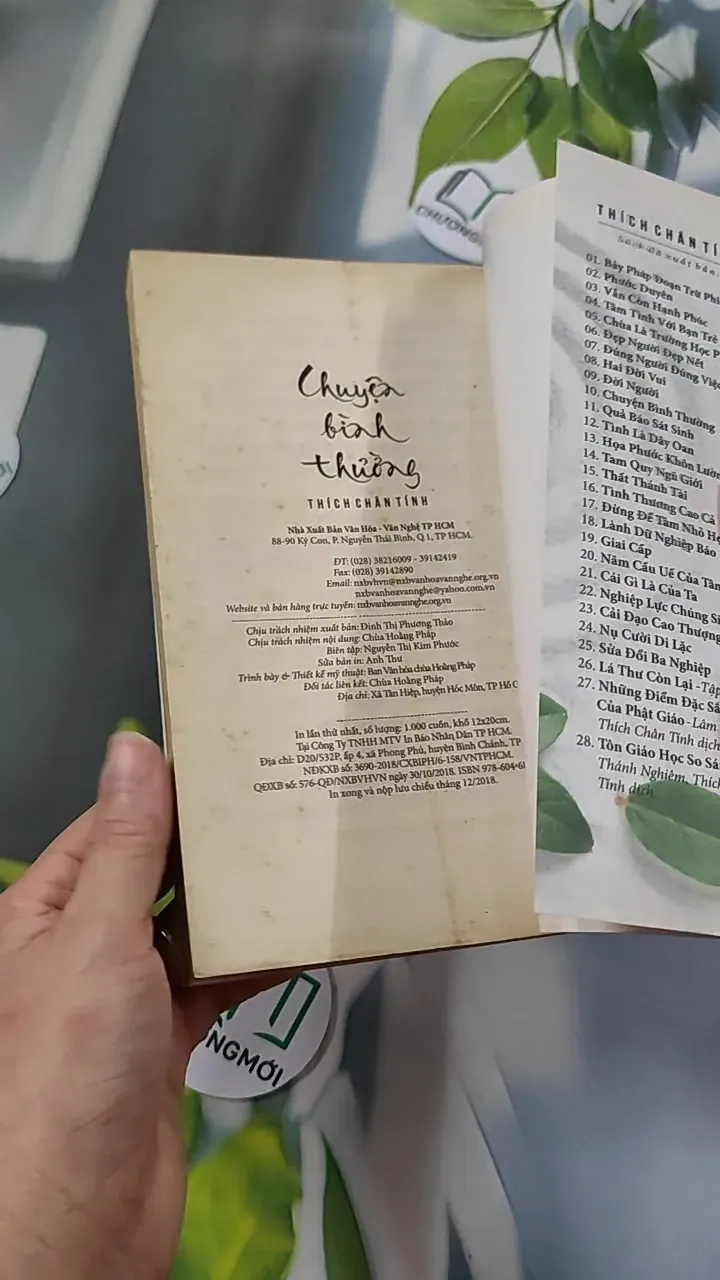 Chuyện
bình
thường
THÍCH CHÂN TÍNH
Nhà Xuất Bản Văn Hóa - Văn Nghệ TP HCM
88-90 Ký Con, P. Nguyễn Thái Bình, Q 1, TP HCM.
ĐT: (028) 38216009 - 39142419
Fax: (028) 39142890
Email: nxbvhvn@nxbvanhoavannghe.org.vn
nxbvanhoavannghe@yahoo.com.vn
Website và bán hàng trực tuyến: nxbvanhoavannghe.org.vn
Chịu trách nhiệm xuất bản: Đinh Thị Phương Thảo
Chịu trách nhiệm nội dung: Chùa Hoằng Pháp
Biên tập: Nguyễn Thị Kim Phước
Sửa bản in: Anh Thư
Trình bày & Thiết kế mỹ thuật: Ban Văn hóa chùa Hoằng Pháp
Đối tác liên kết: Chùa Hoằng Pháp
Địa chỉ: Xã Tân Hiệp, huyện Hóc Môn, TP Hồ C
In lần thứ nhất, số lượng: 1.000 cuốn, khổ 12x20cm.
Tại Công Ty TNHH MTV In Báo Nhân Dân TP HCM.
Địa chỉ: D20/532P, ấp 4, xã Phong Phú, huyện Bình Chánh, TP
NĐKXB số: 3690-2018/CXBIPH/6-158/VNTPHCM.
QĐXB số: 576-QĐ/NXBVHVN ngày 30/10/2018. ISBN 978-604-6
In xong và nộp lưu chiểu tháng 12/2018.
THÍCH CHÂN TÍ
Sách đã xuất bản
01. Bảy Pháp Đoạn Trừ Phi
02. Phước Duyên
03. Vẫn Còn Hạnh Phúc
04. Tâm Tình Với Bạn Trẻ
05. Chùa Là Trường Học P
06. Đẹp Người Đẹp Nết
07. Đúng Người Đúng Việc
08. Hai Đời Vui
09. Đời Người
10. Chuyện Bình Thường
11. Quả Báo Sát Sinh
12. Tình Là Dây Oan
13. Họa Phước Khôn Lườn
14. Tam Quy Ngũ Giới
15. Thất Thánh Tài
16. Tình Thương Cao Cả
17. Đừng Để Tâm Nhỏ Hẹ
18. Lành Dữ Nghiệp Báo
19. Giai Cấp
20. Năm Cấu Uế Của Tâm
21. Cái Gì Là Của Ta
22. Nghiệp Lực Chúng Si
23. Cải Đạo Cao Thượng
24. Nụ Cười Di Lặc
25. Sửa Đổi Ba Nghiệp
26. Lá Thư Còn Lại -Tập
27. Những Điểm Đặc Sắ
Của Phật Giáo -Lâm
Thích Chân Tính dịch
28. Tôn Giáo Học So Sá
Thánh Nghiêm, Thíc
Tính dịch
CHƯƠNG
ƠNGMỚI
ỚI